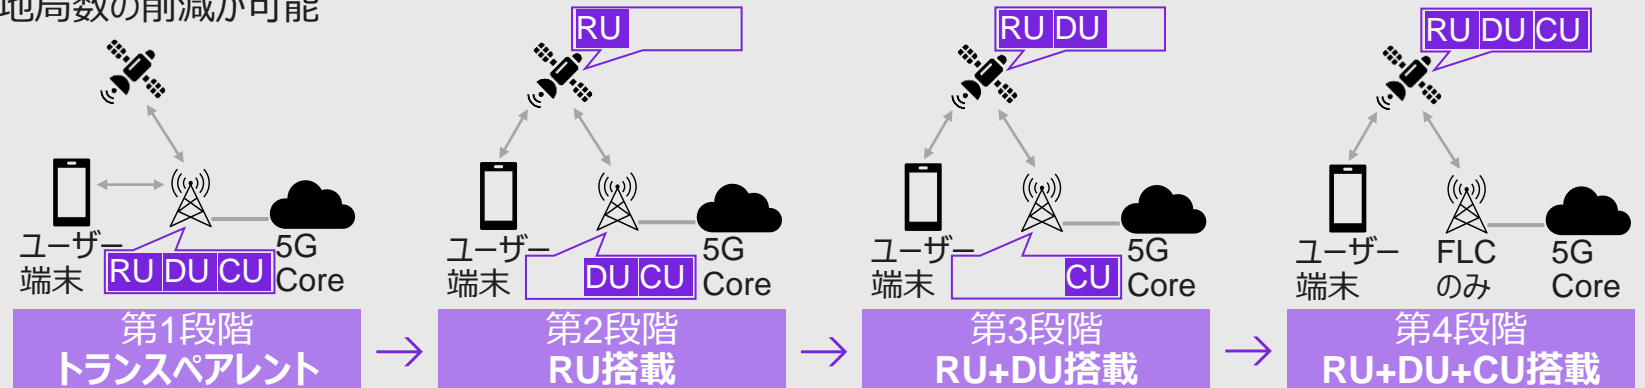 地局数の削減が可能
RU DU CU
ユーザー
端末
5G
Core
第1段階
トランスペアレント
→
RU
DU CU
ユーザー
端末
5G
Core
第2段階
RU搭載
→
RU DU
CU
ユーザー
端末
5G
Core
第3段階
RU+DU搭載
→
RU DU CU
ユーザー
端末
FLC
のみ
5G
Core
第4段階
RU+DU+CU搭載